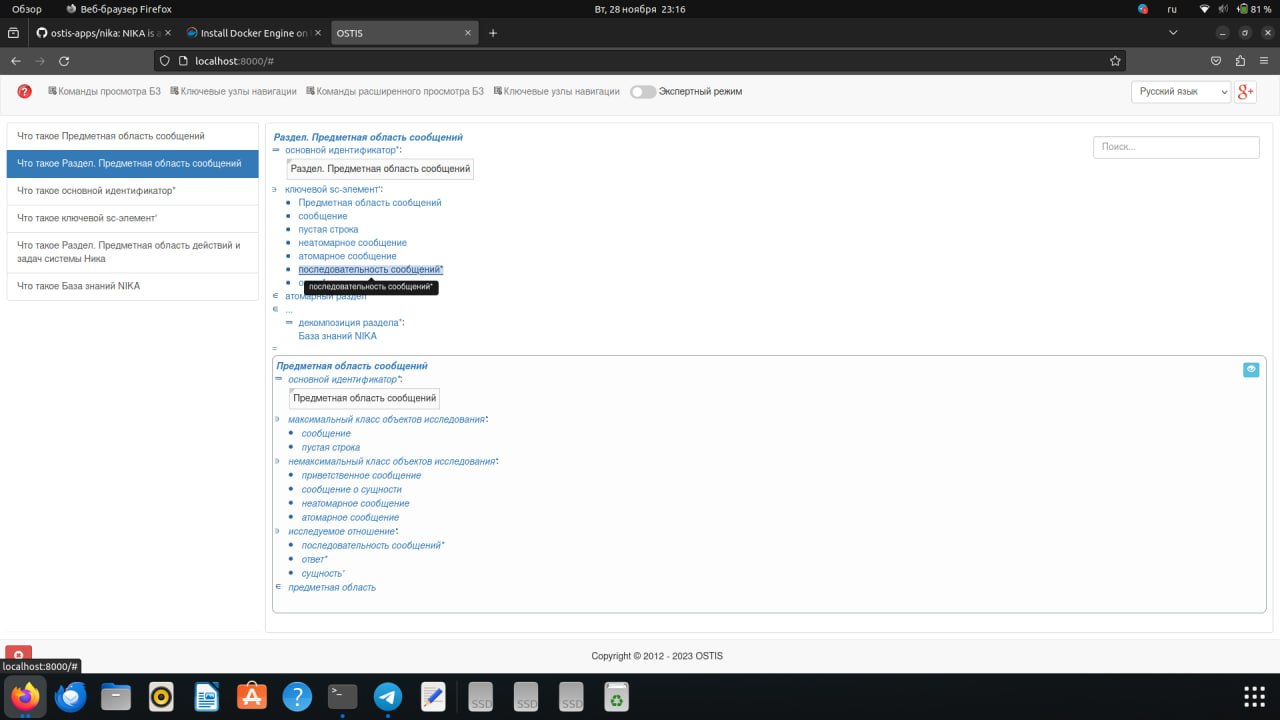 Обзор
Веб-браузер Firefox
Вт, 28 ноября 23:16
ru
81 %
ostis-apps/nika: NIKA is a
Install Docker Engine on
OSTIS
localhost:8000/#
Команды просмотра БЗ
Ключевые узлы навигации
Команды расширенного просмотра БЗ
Ключевые узлы навигации
Экспертный режим
Русский язык
Что такое Предметная область сообщений
Что такое Раздел. Предметная область сообщений
Что такое основной идентификатор*
Что такое ключевой sc-элемент'
Что такое Раздел. Предметная область действий и
задач системы Ника
Что такое База знаний NIKA
Поиск...
Раздел. Предметная область сообщений
основной идентификатор*:
Раздел. Предметная область сообщений
ключевой sc-элемент':
Предметная область сообщений
сообщение
пустая строка
неатомарное сообщение
атомарное сообщение
последовательность сообщений*
последовательность сообщений*
атомарный раздел
...
декомпозиция раздела*:
База знаний NIKA
Предметная область сообщений
основной идентификатор*:
Предметная область сообщений
максимальный класс объектов исследования':
сообщение
пустая строка
немаксимальный класс объектов исследования':
приветственное сообщение
сообщение о сущности
неатомарное сообщение
атомарное сообщение
исследуемое отношение':
последовательность сообщений*
ответ*
сущность'
предметная область
Copyright © 2012 - 2023 OSTIS
localhost:8000/#
SSD
SSD
SSD